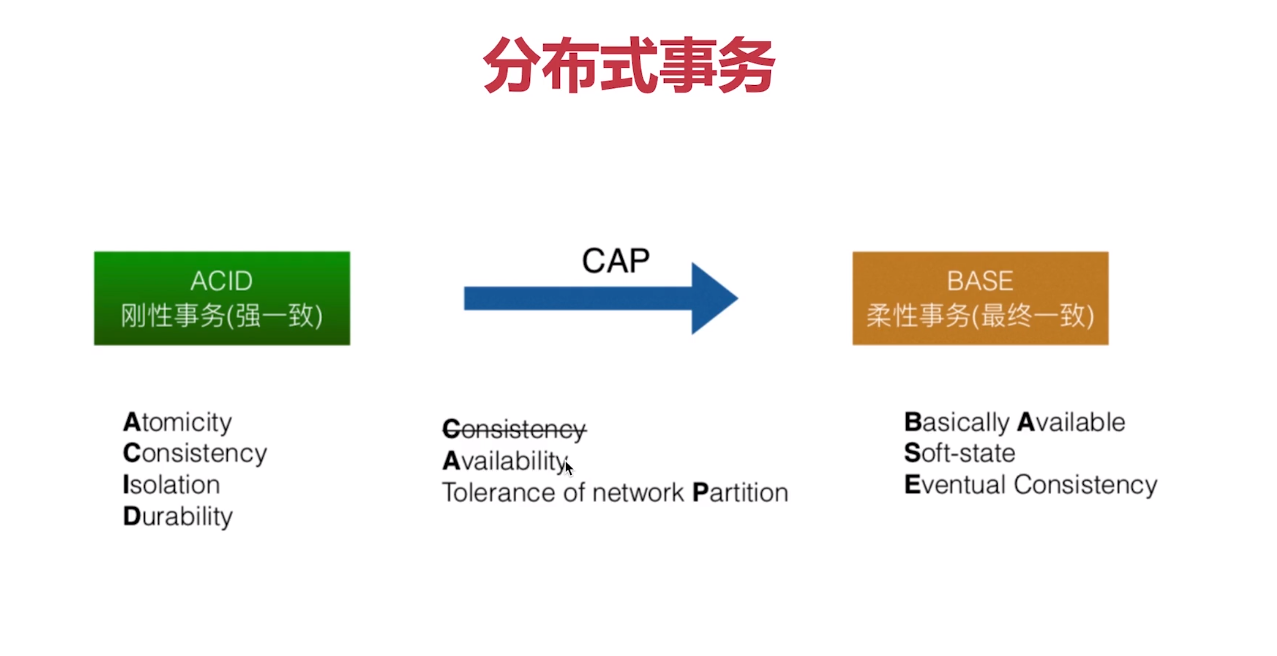 分布式事务
ACID
刚性事务(强一致)
CAP
BASE
柔性事务(最终一致)
Atomicity
Consistency
Isolation
Durability
Consistency
Availability
Tolerance of network Partition
Basically Available
Soft-state
Eventual Consistency